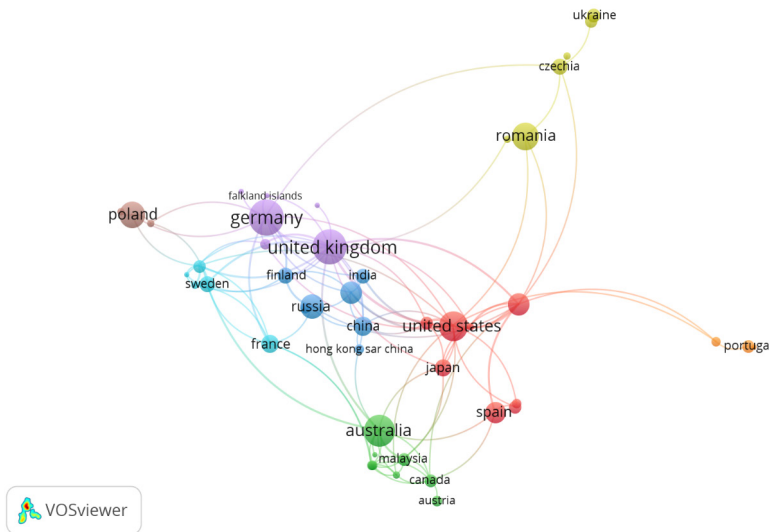 ukraine
czechia
romania
falkland islands
poland
germany
united kingdom
finland
india
sweden
russia
china
united states
france
hong kong sar china
portuga
japan
spain
australia
malaysia
canada
austria
VOSviewer